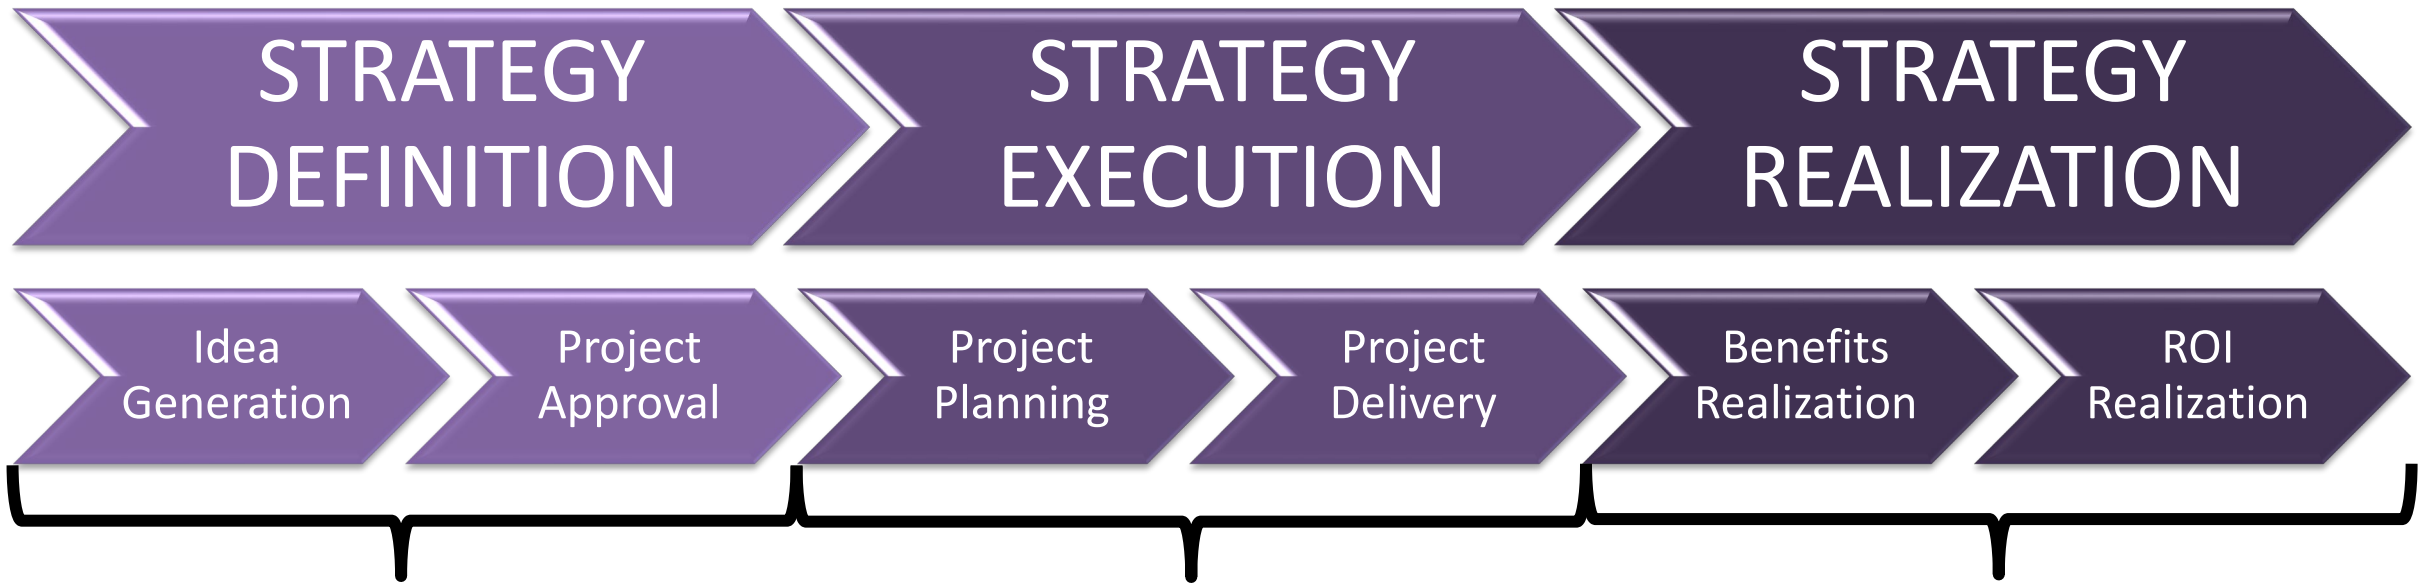 STRATEGY
DEFINITION
STRATEGY
EXECUTION
STRATEGY
REALIZATION
Idea
Generation
Project
Approval
Project
Planning
Project
Delivery
Benefits
Realization
ROI
Realization